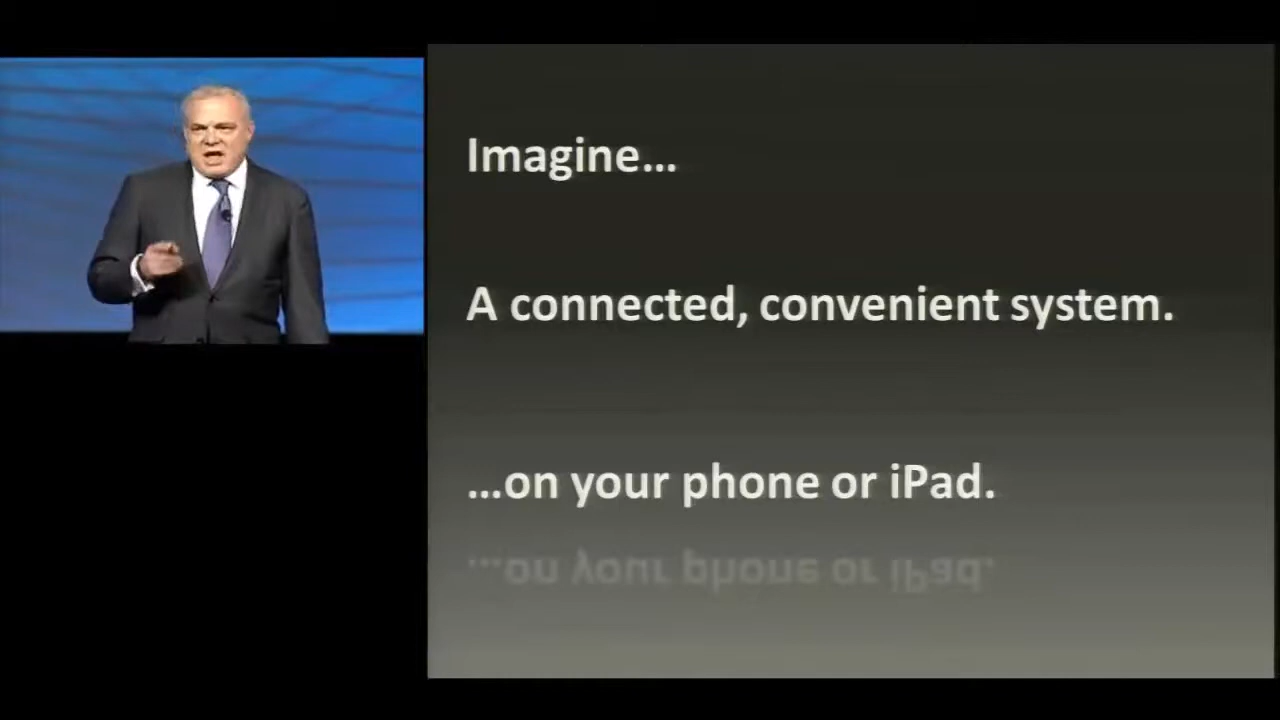 Imagine…
A connected, convenient system.
…on your phone or iPad.